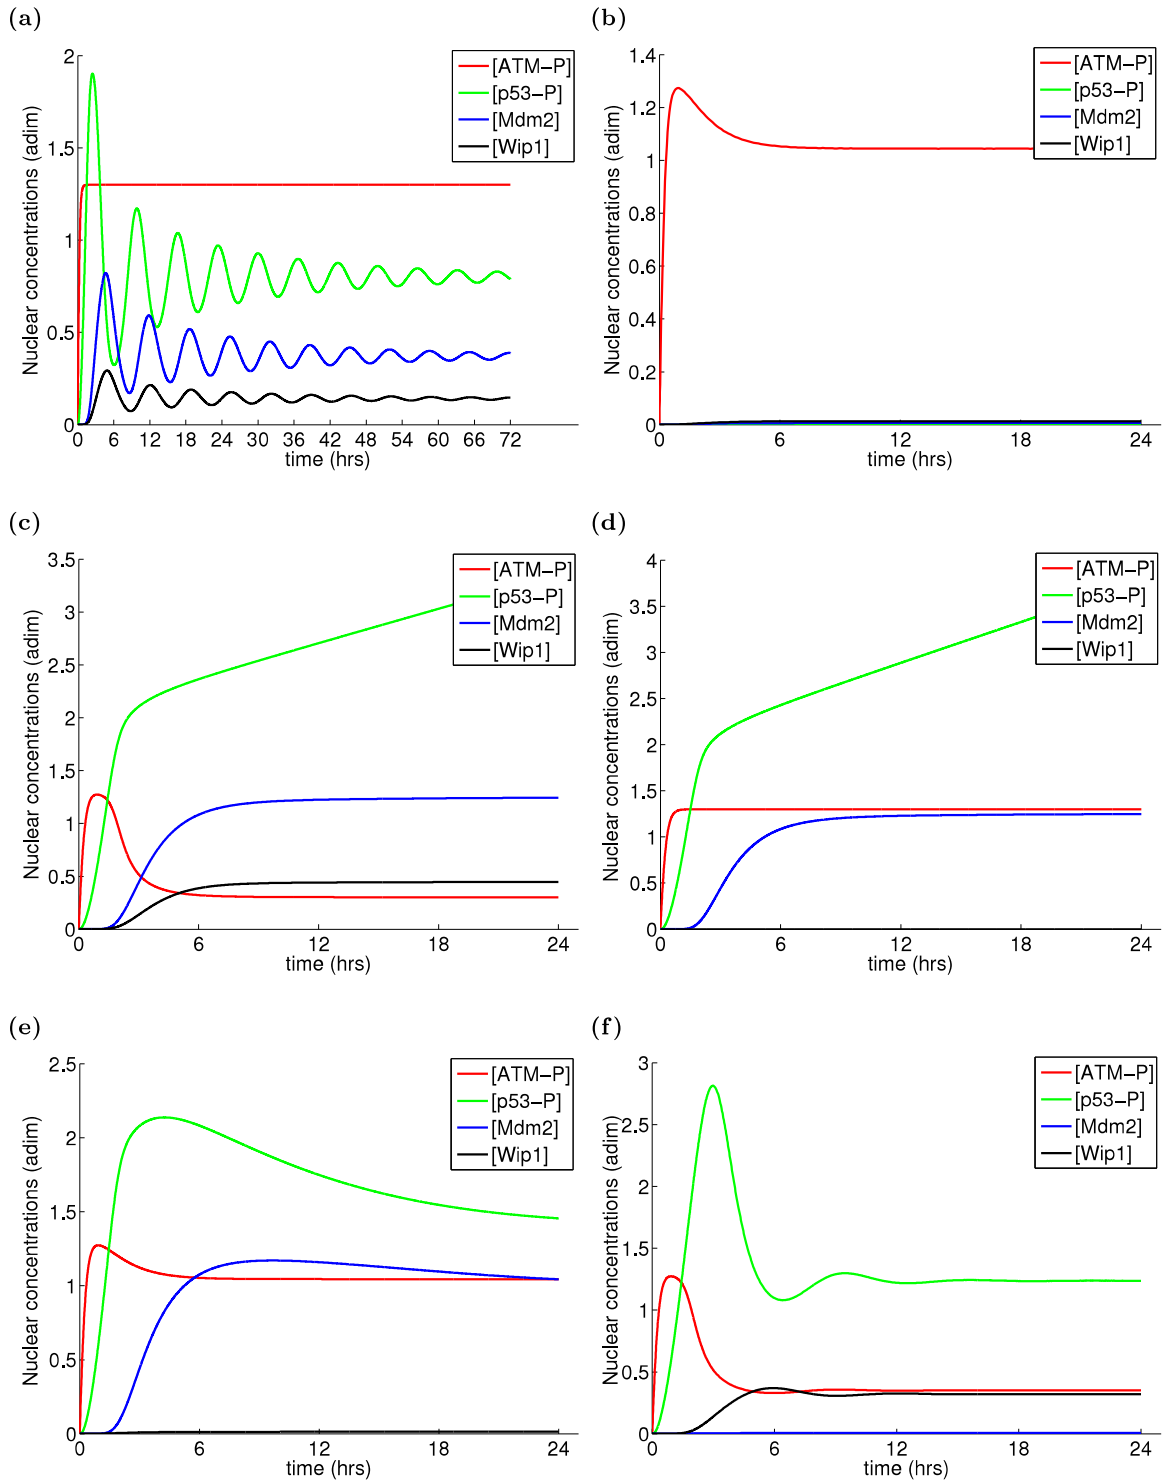 (a)
Nuclear concentrations (adim)
2
1.5
1
0.5
0
[ATM−P]
[p53−P]
[Mdm2]
[Wip1]
6 12 18 24 30 36 42 48 54 60 66 72
0
time (hrs)
(b)
Nuclear concentrations (adim)
1.4
1.2
1
0.8
0.6
0.4
0.2
0
[ATM−P]
[p53−P]
[Mdm2]
[Wip1]
0 6 12 18 24
time (hrs)
(c)
Nuclear concentrations (adim)
3.5
3
2.5
2
1.5
1
0.5
0
[ATM−P]
[p53−P]
[Mdm2]
[Wip1]
0 6 12 18 24
time (hrs)
(d)
Nuclear concentrations (adim)
4
3.5
3
2.5
2
1.5
1
0.5
0
[ATM−P]
[p53−P]
[Mdm2]
[Wip1]
0 6 12 18 24
time (hrs)
(e)
Nuclear concentrations (adim)
2.5
2
1.5
1
0.5
0
[ATM−P]
[p53−P]
[Mdm2]
[Wip1]
0 6 12 18 24
time (hrs)
(f)
Nuclear concentrations (adim)
3
2.5
2
1.5
1
0.5
0
[ATM−P]
[p53−P]
[Mdm2]
[Wip1]
0 6 12 18 24
time (hrs)